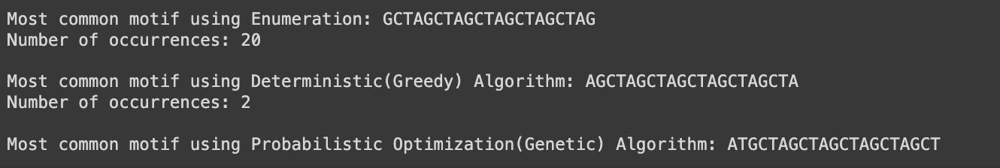 Most common motif using Enumeration: GCTAGCTAGCTAGCTAGCTAG
Number of occurrences: 20
Most common motif using Deterministic(Greedy) Algorithm: AGCTAGCTAGCTAGCTAGCTA
Number of occurrences: 2
Most common motif using Probabilistic Optimization(Genetic) Algorithm: ATGCTAGCTAGCTAGCTAGCT